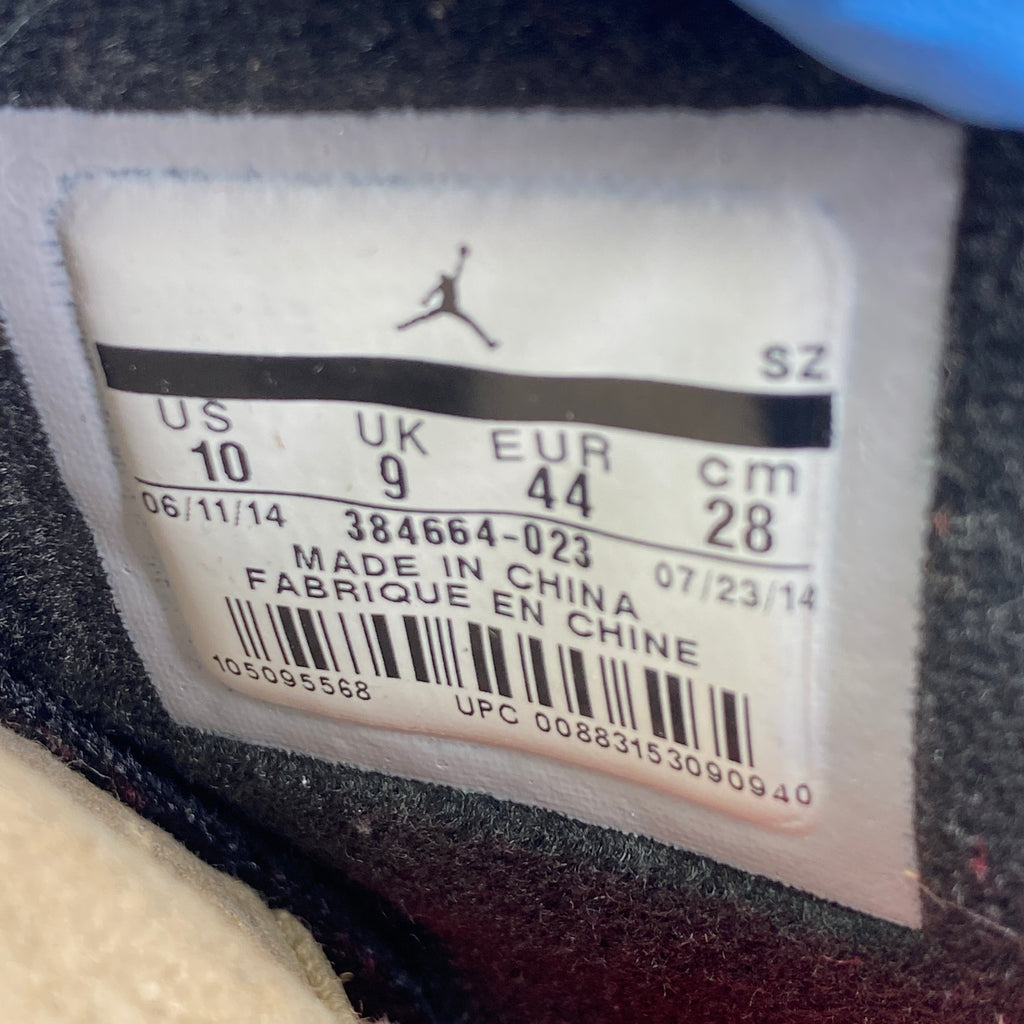 SZ
US UK EUR cm
10 9 44 28
06/11/14 384664-023 07/23/14
MADE IN CHINA
FABRIQUE EN CHINE
105095568 UPC 00883153090940